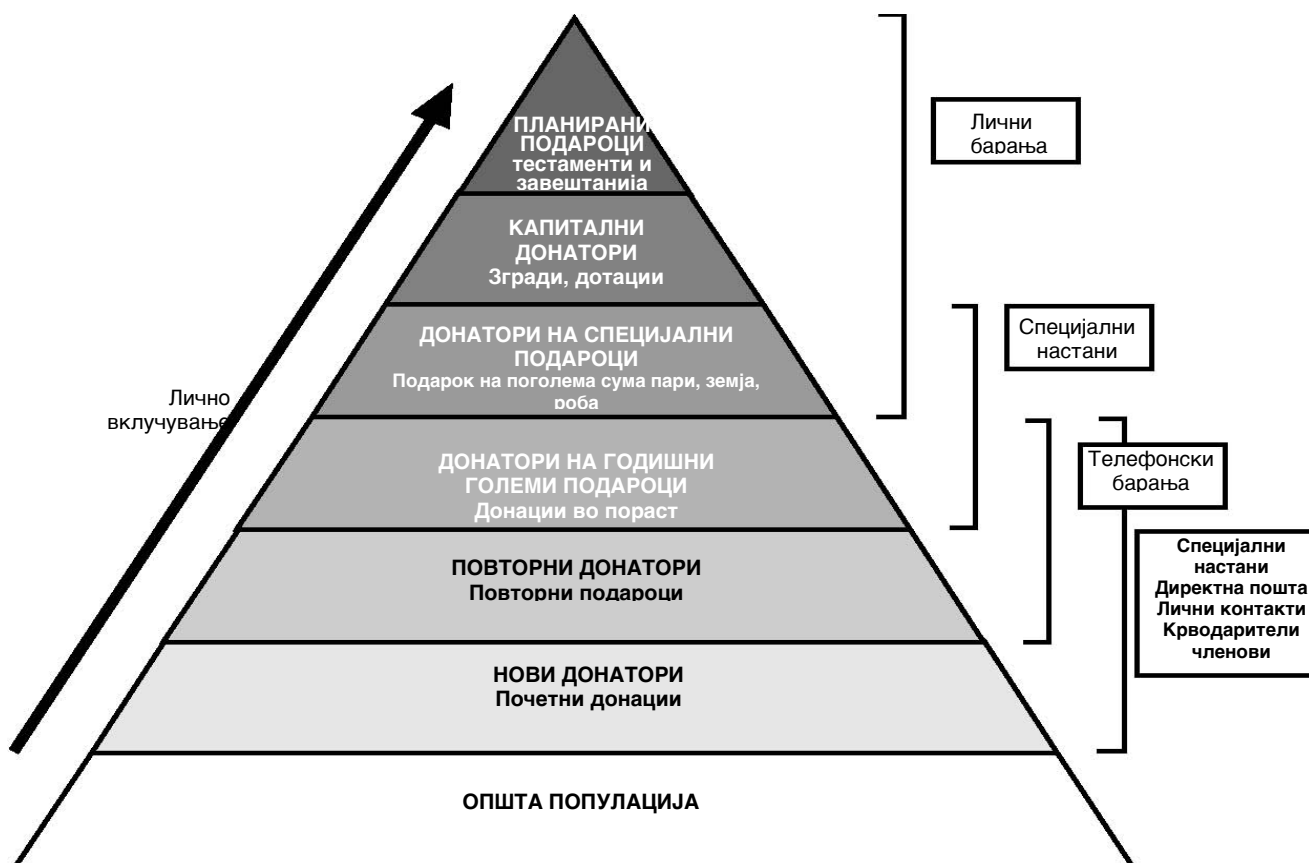 ПЛАНИРАНИ
ПОДАРОЦИ
тестаменти и
завештанија
КАПИТАЛНИ
ДОНАТОРИ
Згради, дотации
ДОНАТОРИ НА СПЕЦИЈАЛНИ
ПОДАРОЦИ
Подарок на поголема сума пари, земја,
роба
ДОНАТОРИ НА ГОДИШНИ
ГОЛЕМИ ПОДАРОЦИ
Донации во пораст
ПОВТОРНИ ДОНАТОРИ
Повторни подароци
НОВИ ДОНАТОРИ
Почетни донации
ОПШТА ПОПУЛАЦИЈА
Лично
вклучување
Лични
барања
Специјални
настани
Телефонски
барања
Специјални
настани
Директна пошта
Лични контакти
Крводарители
членови